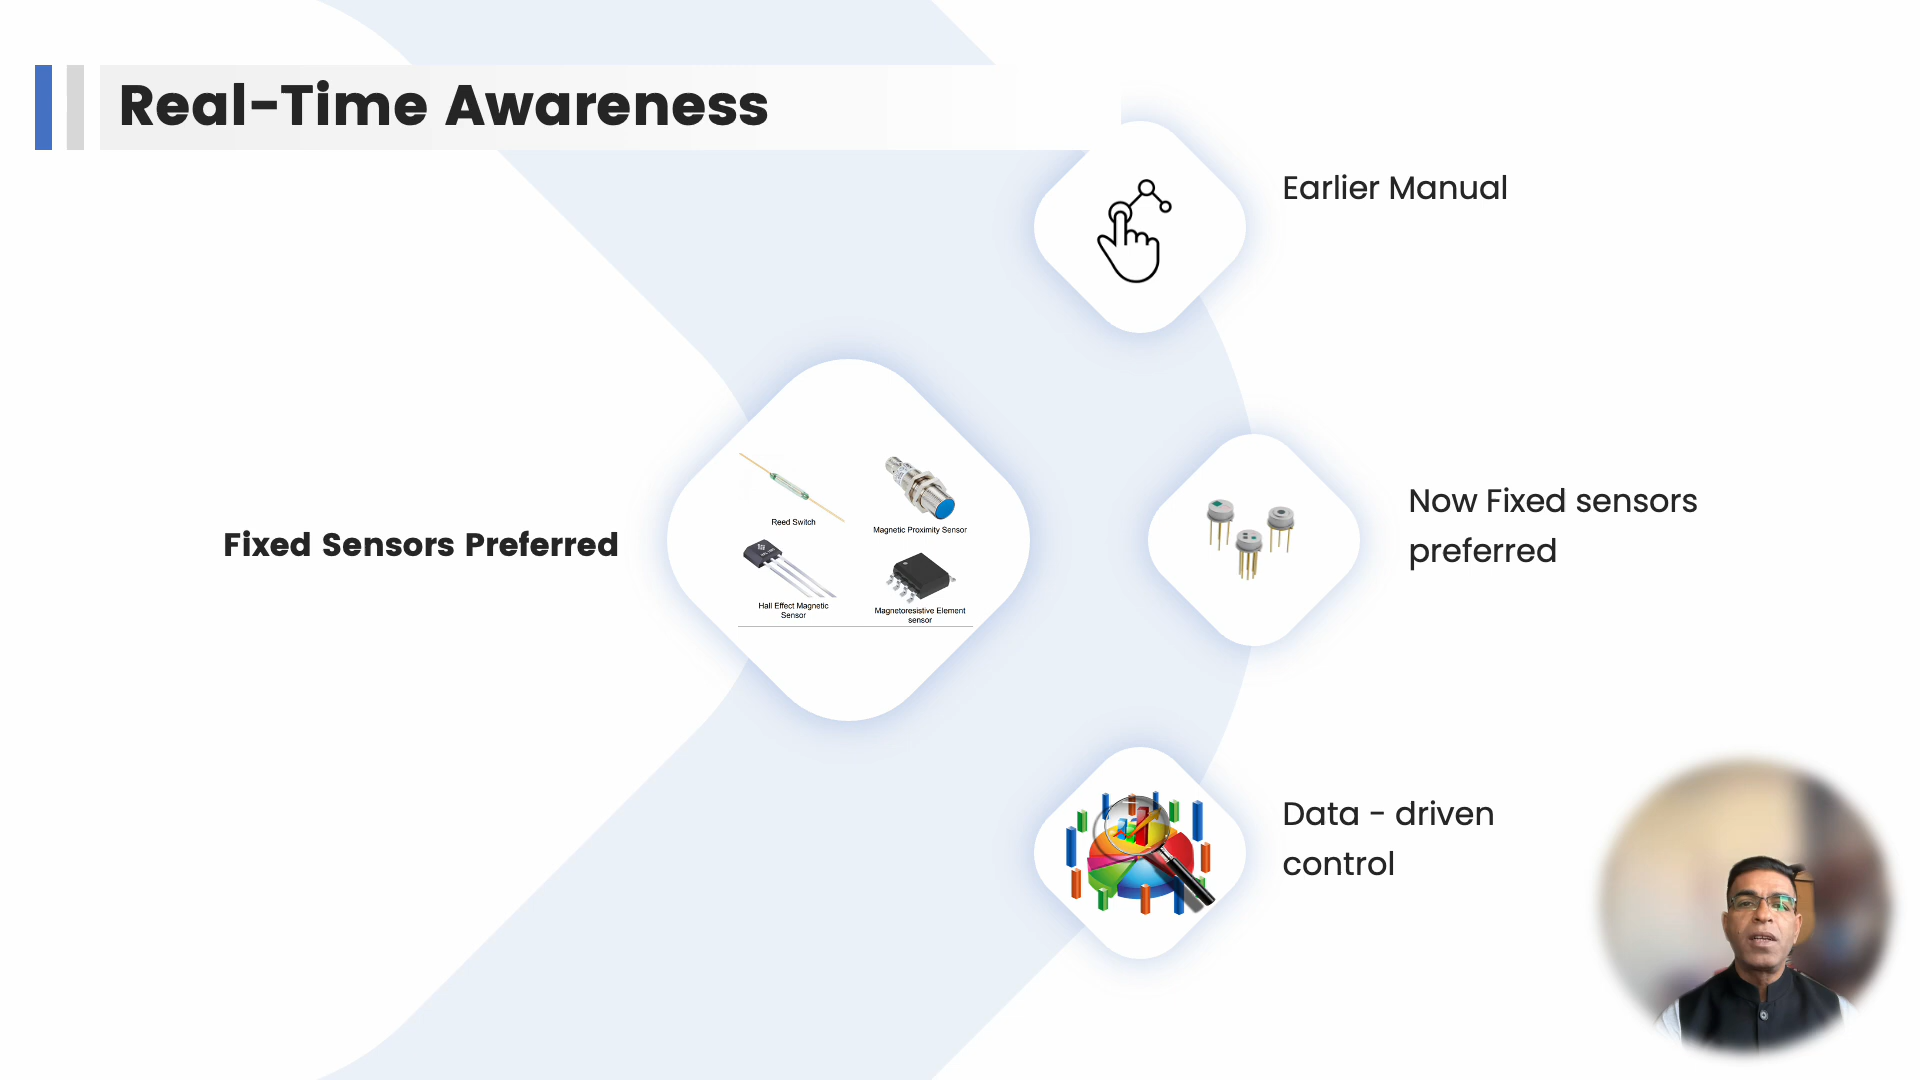 Real-Time Awareness
Earlier Manual
Fixed Sensors Preferred
Reed Switch
Magnetic Proximity Sensor
Hall Effect Magnetic
Sensor
Magnetoresistive Element
sensor
Now Fixed sensors
preferred
Data - driven
control